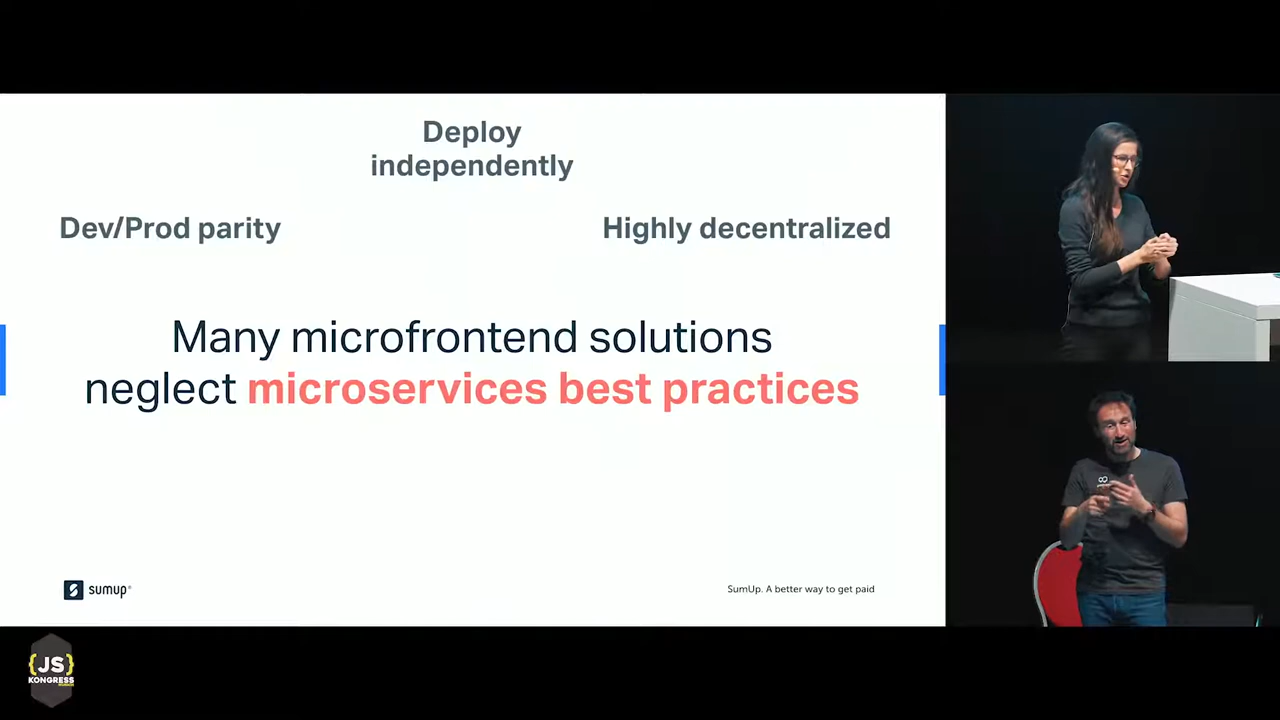 Deploy
independently
Dev/Prod parity
Highly decentralized
Many microfrontend solutions
neglect microservices best practices
sumup®
SumUp. A better way to get paid
{JS}
KONGRESS